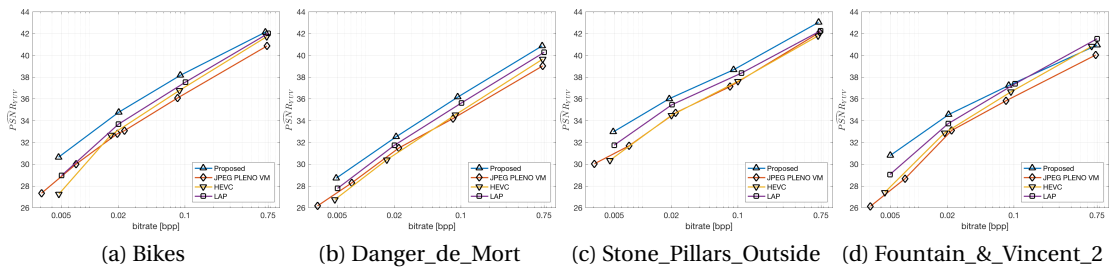 44
42
40
38
36
34
32
30
28
26
PSNR_YUV
0.005
0.02
0.1
0.75
bitrate [bpp]
Proposed
JPEG PLENO VM
HEVC
LAP
(a) Bikes
44
42
40
38
36
34
32
30
28
26
PSNR_YUV
0.005
0.02
0.1
0.75
bitrate [bpp]
Proposed
JPEG PLENO VM
HEVC
LAP
(b) Danger_de_Mort
44
42
40
38
36
34
32
30
28
26
PSNR_YUV
0.005
0.02
0.1
0.75
bitrate [bpp]
Proposed
JPEG PLENO VM
HEVC
LAP
(c) Stone_Pillars_Outside
44
42
40
38
36
34
32
30
28
26
PSNR_YUV
0.005
0.02
0.1
0.75
bitrate [bpp]
Proposed
JPEG PLENO VM
HEVC
LAP
(d) Fountain_&_Vincent_2